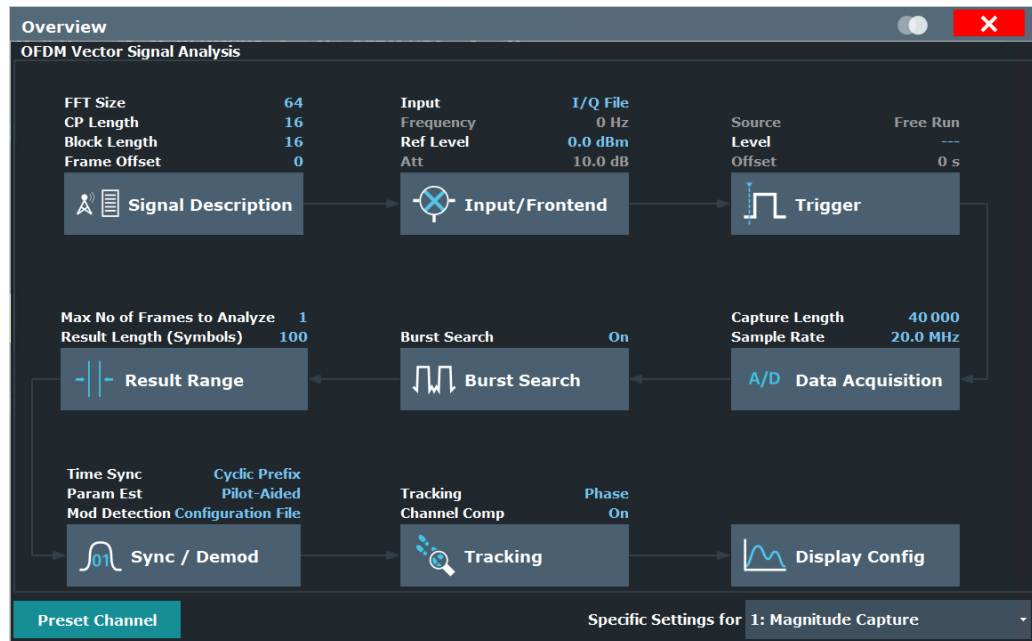 Overview
OFDM Vector Signal Analysis
FFT Size 64
CP Length 16
Block Length 16
Frame Offset 0
Signal Description
Input I/Q File
Frequency 0 Hz
Ref Level 0.0 dBm
Att 10.0 dB
Input/Frontend
Source Free Run
Level ---
Offset 0 s
Trigger
Max No of Frames to Analyze 1
Result Length (Symbols) 100
Result Range
Burst Search On
Burst Search
Capture Length 40 000
Sample Rate 20.0 MHz
A/D Data Acquisition
Time Sync Cyclic Prefix
Param Est Pilot-Aided
Mod Detection Configuration File
01 Sync / Demod
Tracking Phase
Channel Comp On
Tracking
Display Config
Preset Channel
Specific Settings for 1: Magnitude Capture